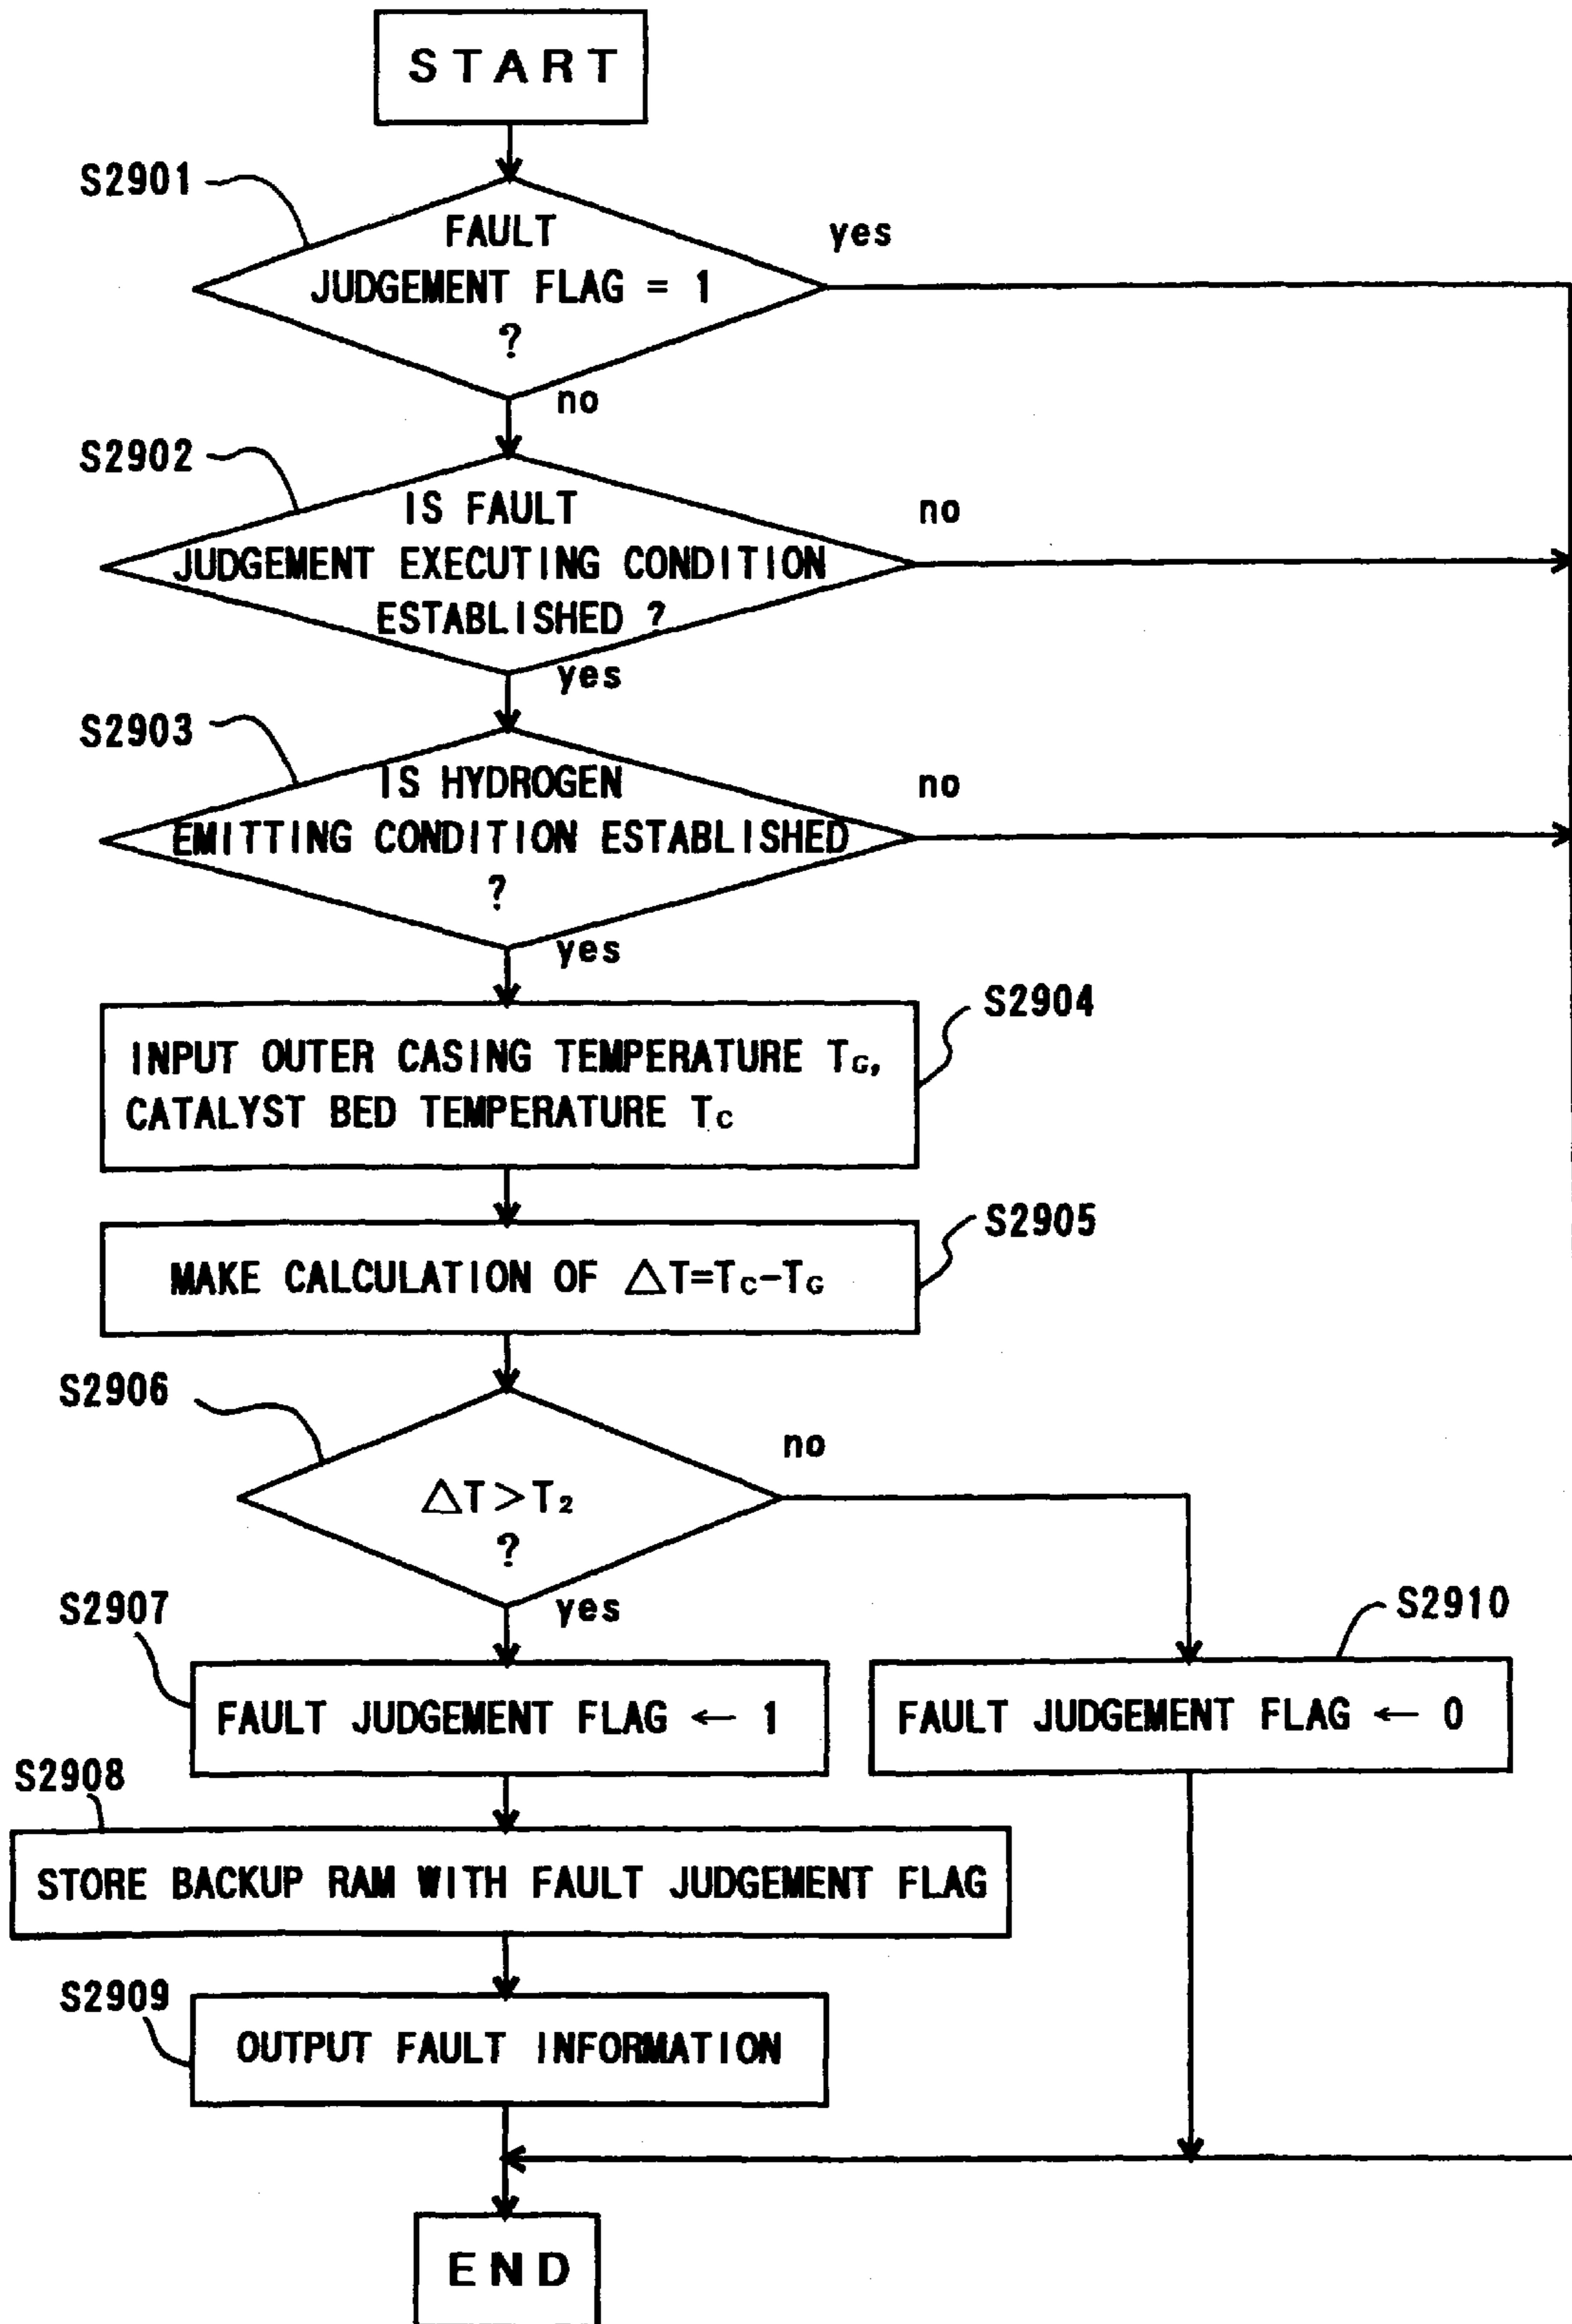 START
S2901
FAULT
JUDGEMENT FLAG = 1
?
yes
no
S2902
IS FAULT
JUDGEMENT EXECUTING CONDITION
ESTABLISHED ?
no
yes
S2903
IS HYDROGEN
EMITTING CONDITION ESTABLISHED
?
no
yes
S2904
INPUT OUTER CASING TEMPERATURE TG,
CATALYST BED TEMPERATURE TC
S2905
MAKE CALCULATION OF △T=TC-TG
S2906
△T>T2
?
no
yes
S2907
FAULT JUDGEMENT FLAG ← 1
S2910
FAULT JUDGEMENT FLAG ← 0
S2908
STORE BACKUP RAM WITH FAULT JUDGEMENT FLAG
S2909
OUTPUT FAULT INFORMATION
END